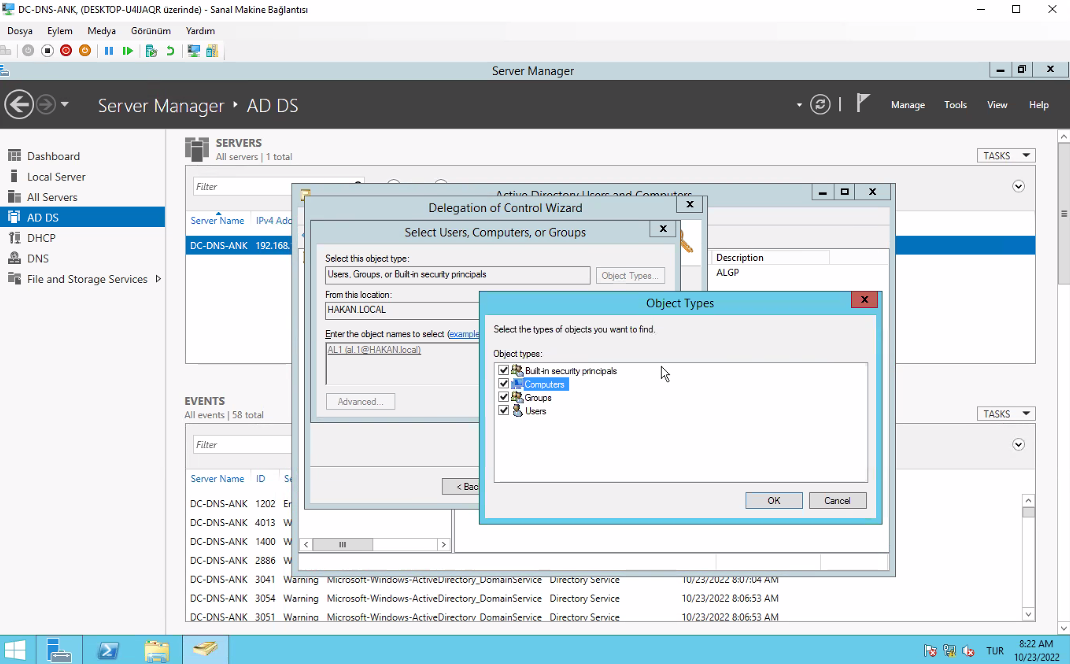 DC-DNS-ANK, (DESKTOP-U4IJAQR üzerinde) - Sanal Makine Bağlantısı
Dosya Eylem Medya Görünüm Yardım
Server Manager
Server Manager ‣ AD DS
Manage Tools View Help
Dashboard
Local Server
All Servers
AD DS
DHCP
DNS
File and Storage Services
SERVERS
All servers | 1 total
TASKS
Filter
Server Name IPv4 Add
DC-DNS-ANK 192.168.
EVENTS
All events | 58 total
TASKS
Filter
Server Name ID Se
DC-DNS-ANK 1202 Er
DC-DNS-ANK 4013 W
DC-DNS-ANK 1400 W
DC-DNS-ANK 2886 W
DC-DNS-ANK 3041 Warning Microsoft-Windows-ActiveDirectory_DomainService Directory Service 10/23/2022 8:07:04 AM
DC-DNS-ANK 3054 Warning Microsoft-Windows-ActiveDirectory_DomainService Directory Service 10/23/2022 8:06:53 AM
DC-DNS-ANK 3051 Warning Microsoft-Windows-ActiveDirectory_DomainService Directory Service 10/23/2022 8:06:53 AM
Active Directory Users and Computers
Description
ALGP
Delegation of Control Wizard
< Bac
Select Users, Computers, or Groups
Select this object type:
Users, Groups, or Built-in security principals
Object Types...
From this location:
HAKAN.LOCAL
Enter the object names to select (example
AL1 (al.1@HAKAN.local)
Advanced...
Object Types
Select the types of objects you want to find.
Object types:
Built-in security principals
Computers
Groups
Users
OK Cancel
TUR
8:22 AM
10/23/2022